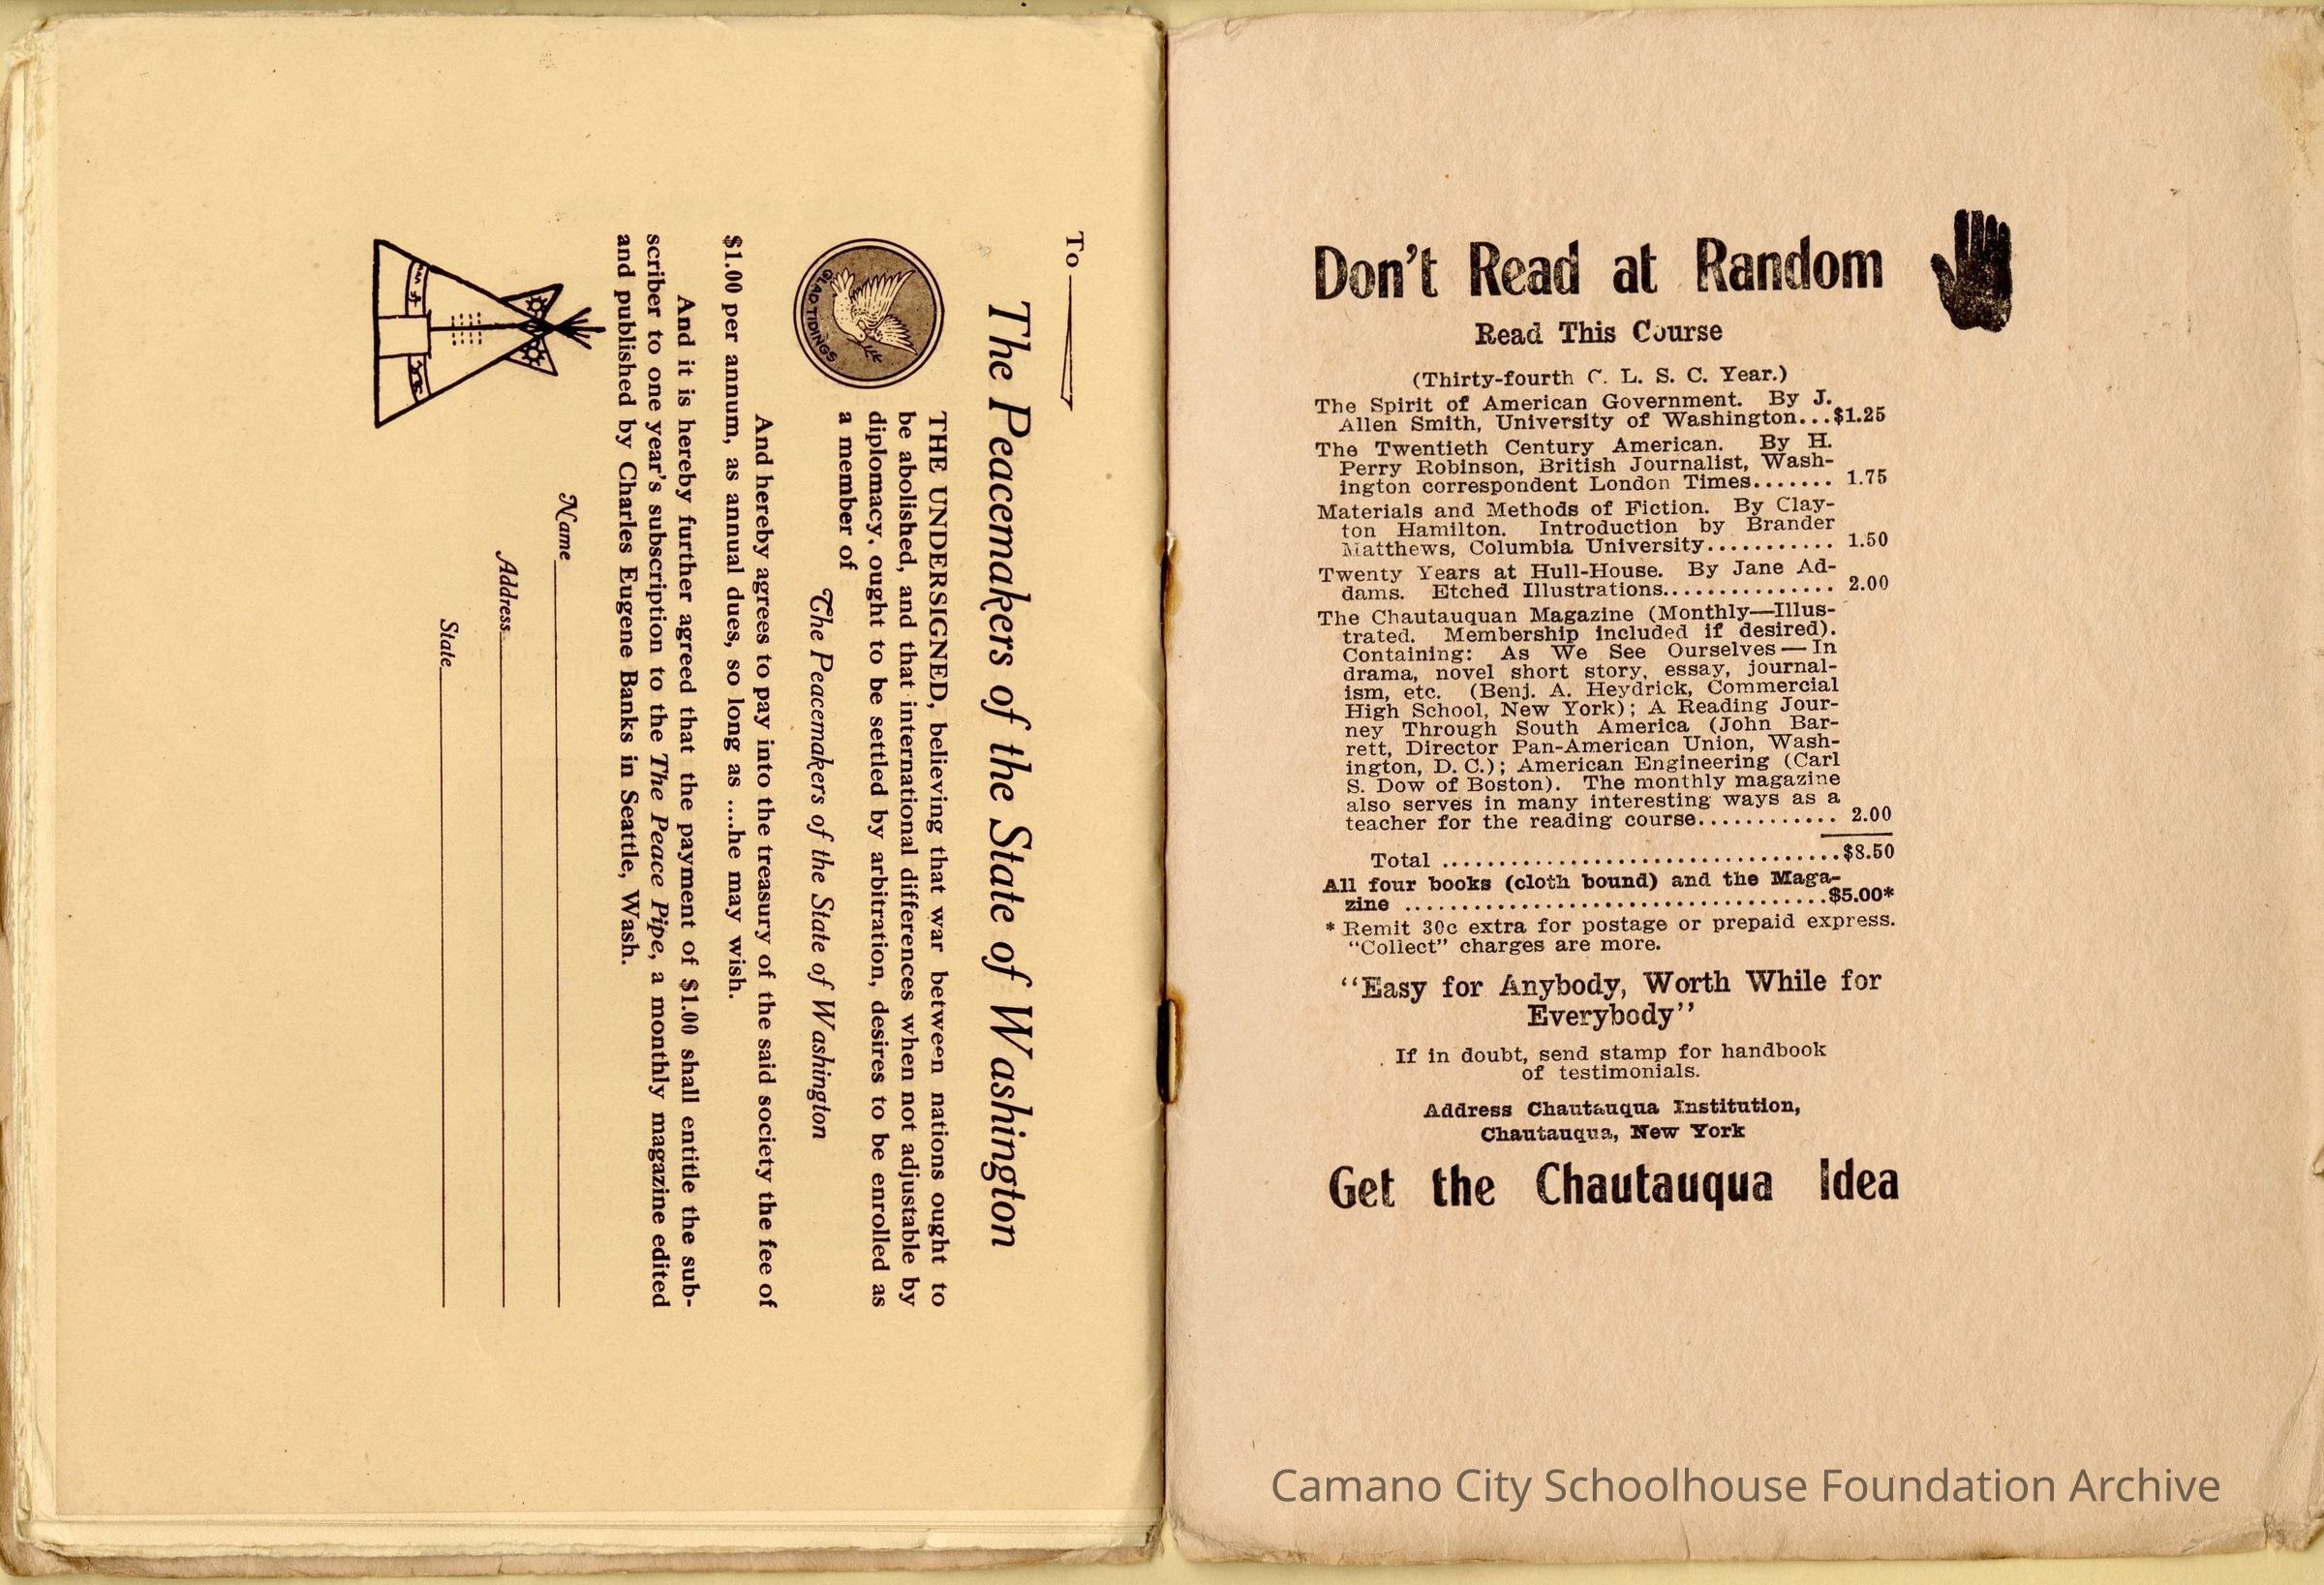 To
The Peacemakers of the State of Washington
GLAD TIDINGS
THE UNDERSIGNED, believing that war between nations ought to
be abolished, and that international differences when not adjustable by
diplomacy, ought to be settled by arbitration, desires to be enrolled as
a member of
The Peacemakers of the State of Washington
And hereby agrees to pay into the treasury of the said society the fee of
$1.00 per annum, as annual dues, so long as ....he may wish.
And it is hereby further agreed that the payment of $1.00 shall entitle the sub-
scriber to one year's subscription to the The Peace Pipe, a monthly magazine edited
and published by Charles Eugene Banks in Seattle, Wash.
Name
Address
State
Don't Read at Random
Read This Course
(Thirty-fourth C. L. S. C. Year.)
The Spirit of American Government. By J.
Allen Smith, University of Washington...$1.25
The Twentieth Century American. By H.
Perry Robinson, British Journalist, Wash-
ington correspondent London Times....... 1.75
Materials and Methods of Fiction. By Clay-
ton Hamilton. Introduction by Brander
Matthews, Columbia University........... 1.50
Twenty Years at Hull-House. By Jane Ad-
dams. Etched Illustrations............... 2.00
The Chautauquan Magazine (Monthly—Illus-
trated. Membership included if desired).
Containing: As We See Ourselves — In
drama, novel short story, essay, journal-
ism, etc. (Benj. A. Heydrick, Commercial
High School, New York); A Reading Jour-
ney Through South America (John Bar-
rett, Director Pan-American Union, Wash-
ington, D. C.); American Engineering (Carl
S. Dow of Boston). The monthly magazine
also serves in many interesting ways as a
teacher for the reading course............ 2.00
Total ..................................$8.50
All four books (cloth bound) and the Maga-
zine ....................................$5.00*
* Remit 30c extra for postage or prepaid express.
"Collect" charges are more.
"Easy for Anybody, Worth While for
Everybody"
If in doubt, send stamp for handbook
of testimonials.
Address Chautauqua Institution,
Chautauqua, New York
Get the Chautauqua Idea
Camano City Schoolhouse Foundation Archive